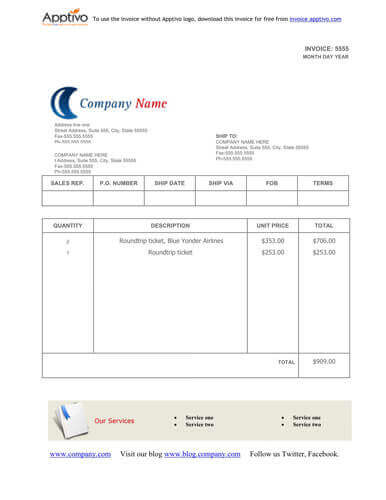 Apptivo To use the Invoice without Apptivo logo, download this invoice for free from invoice.apptivo.com
INVOICE: 5555
MONTH DAY YEAR
Company Name
Address line one
Street Address, Suite 555, City, State 55555
Fax-555.555.5555
Ph-555.555.5555
SHIP TO:
COMPANY NAME HERE
Street Address, Suite 555, City, State 55555
Fax-555.555.5555
Ph-555.555.5555
COMPANY NAME HERE
t Address, Suite 555, City, State 55555
Fax-555.555.5555
Ph-555.555.5555
SALES REP. P.O. NUMBER SHIP DATE SHIP VIA FOB TERMS
QUANTITY DESCRIPTION UNIT PRICE TOTAL
2 Roundtrip ticket, Blue Yonder Airlines $353.00 $706.00
1 Roundtrip ticket $253.00 $253.00
TOTAL $909.00
Our Services
• Service one
• Service two
• Service one
• Service two
www.company.com Visit our blog www.blog.company.com Follow us Twitter, Facebook.